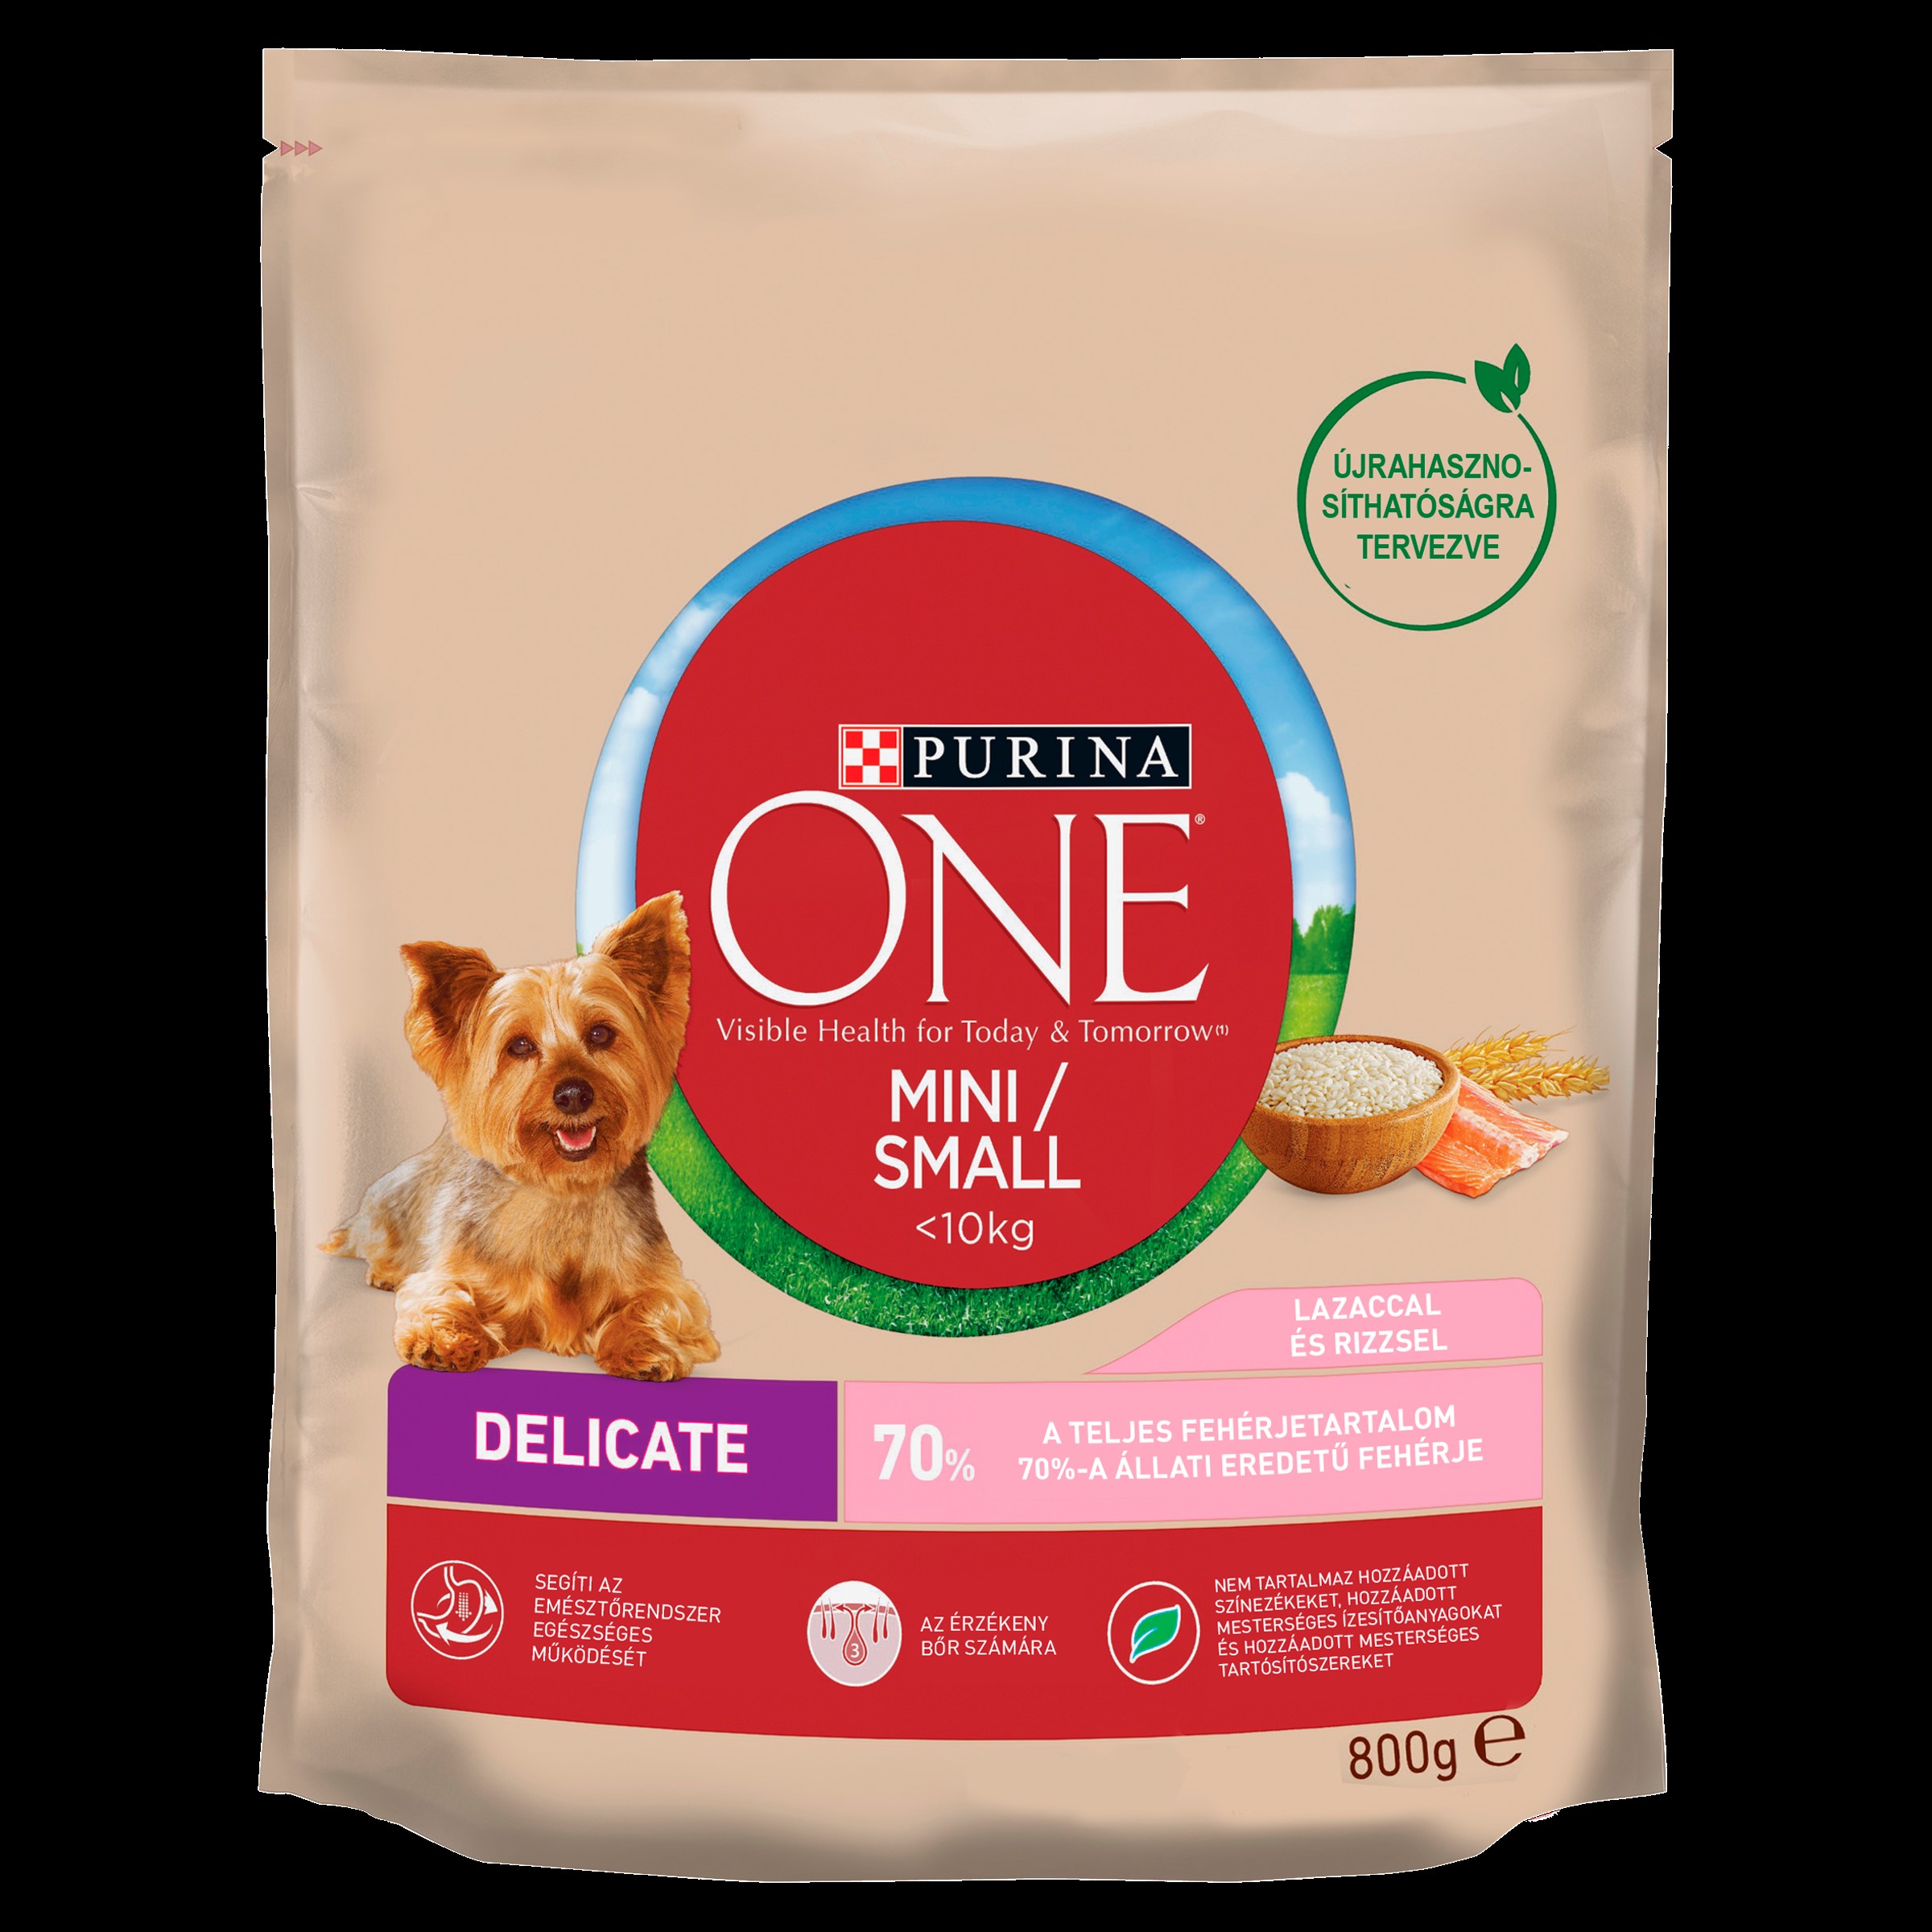 ÚJRAHASZNO-
SÍTHATÓSÁGRA
TERVEZVE
PURINA
ONE®
Visible Health for Today & Tomorrow(1)
MINI /
SMALL
<10kg
LAZACCAL
ÉS RIZZSEL
DELICATE
70%
A TELJES FEHÉRJETARTALOM
70%-A ÁLLATI EREDETŰ FEHÉRJE
SEGÍTI AZ
EMÉSZTŐRENDSZER
EGÉSZSÉGES
MŰKÖDÉSÉT
3
AZ ÉRZÉKENY
BŐR SZÁMÁRA
NEM TARTALMAZ HOZZÁADOTT
SZÍNEZÉKEKET, HOZZÁADOTT
MESTERSÉGES ÍZESÍTŐANYAGOKAT
ÉS HOZZÁADOTT MESTERSÉGES
TARTÓSÍTÓSZEREKET
800g ℮